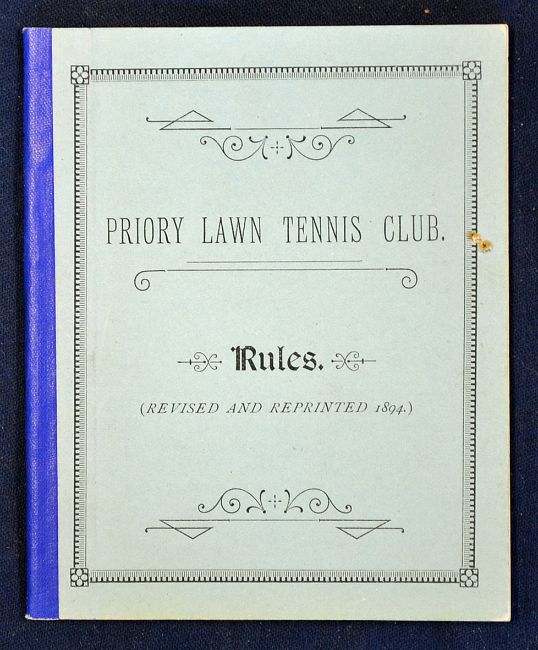 PRIORY LAWN TENNIS CLUB.
Rules.
(REVISED AND REPRINTED 1894.)